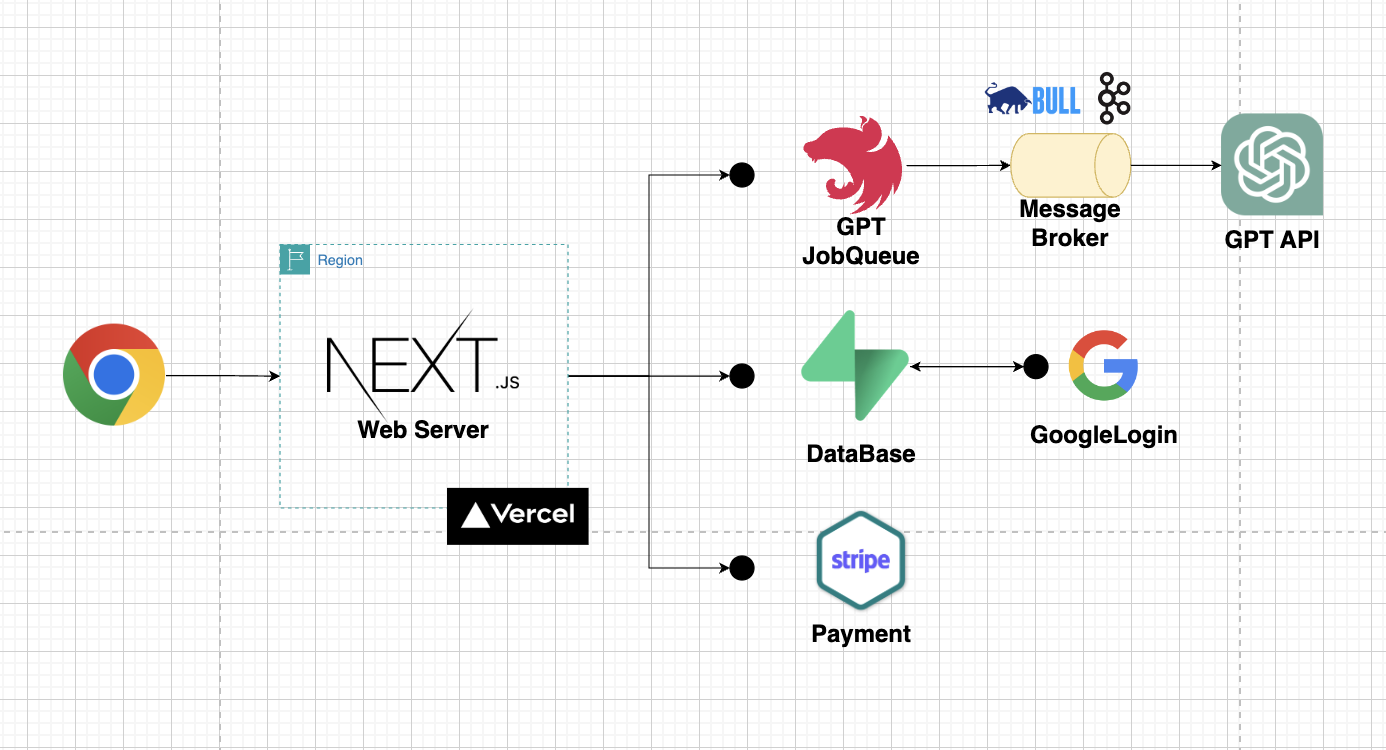 BULL
GPT
JobQueue
Message
Broker
GPT API
Region
NEXT.JS
Web Server
Vercel
DataBase
GoogleLogin
stripe
Payment